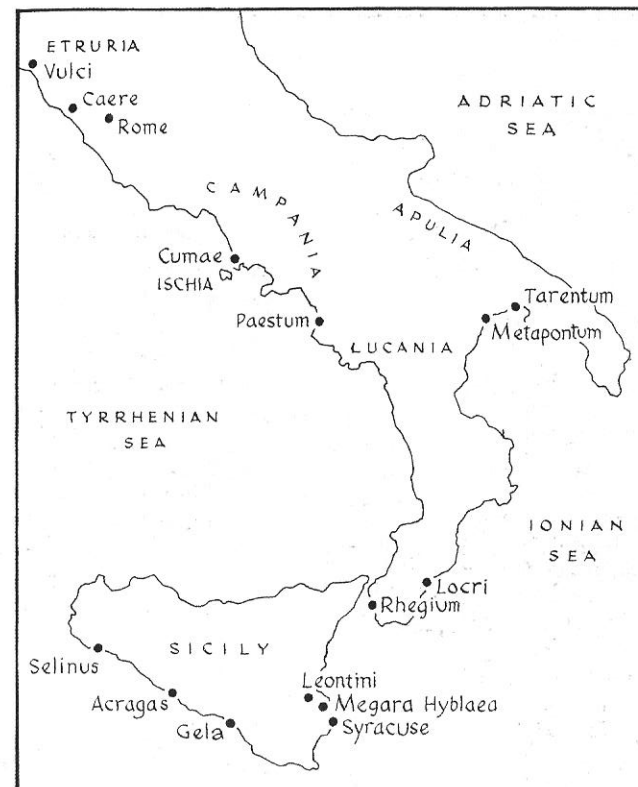 ETRURIA
Vulci
Caere
Rome
ADRIATIC
SEA
CAMPANIA
APULIA
Cumae
ISCHIA
Tarentum
Paestum
Metapontum
LUCANIA
TYRRHENIAN
SEA
IONIAN
SEA
Locri
Rhegium
SICILY
Selinus
Leontini
Acragas
Megara Hyblaea
Gela
Syracuse